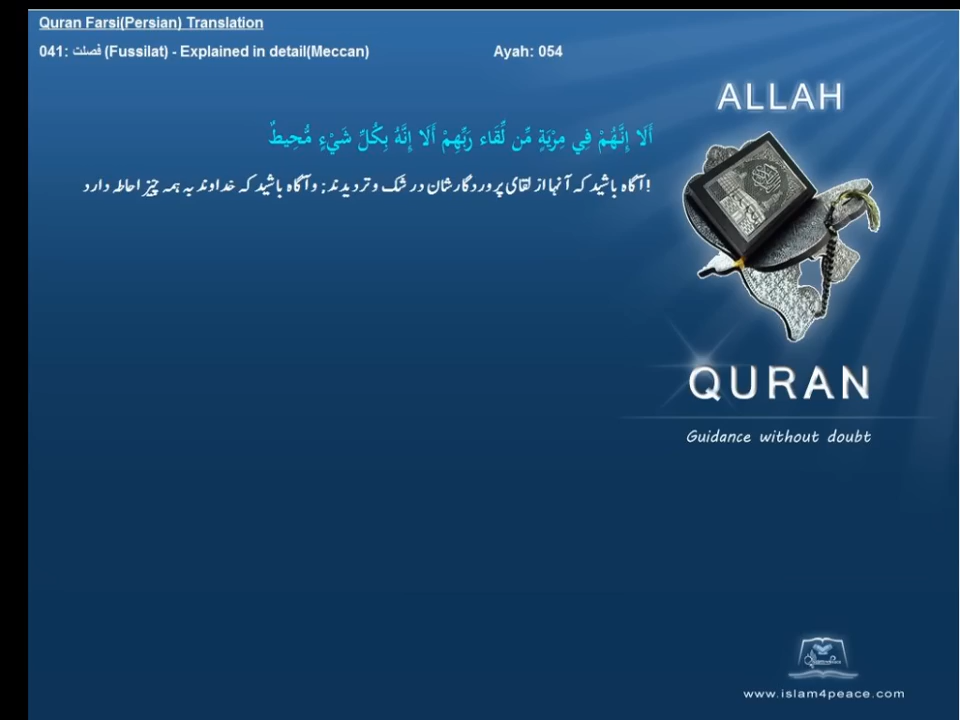 Quran Farsi(Persian) Translation
041: فصلت (Fussilat) - Explained in detail(Meccan) Ayah: 054
ALLAH
أَلَا إِنَّهُمْ فِي مِرْيَةٍ مِّن لِّقَاء رَبِّهِمْ أَلَا إِنَّهُ بِكُلِّ شَيْءٍ مُّحِيطٌ
!آگاه باشید که آنها از لقای پروردگارشان در شک و تردیدند; و آگاه باشید که خداوند به همه چیز احاطه دارد
QURAN
Guidance without doubt
www.islam4peace.com